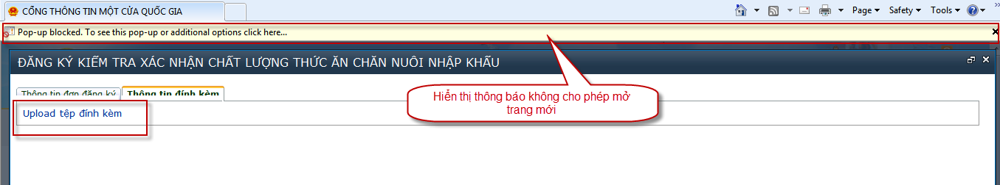 CỔNG THÔNG TIN MỘT CỬA QUỐC GIA
Page Safety Tools
Pop-up blocked. To see this pop-up or additional options click here...
ĐĂNG KÝ KIỂM TRA XÁC NHẬN CHẤT LƯỢNG THỨC ĂN CHĂN NUÔI NHẬP KHẨU
Thông tin đơn đăng ký Thông tin đính kèm
Hiển thị thông báo không cho phép mở
trang mới
Upload tệp đính kèm